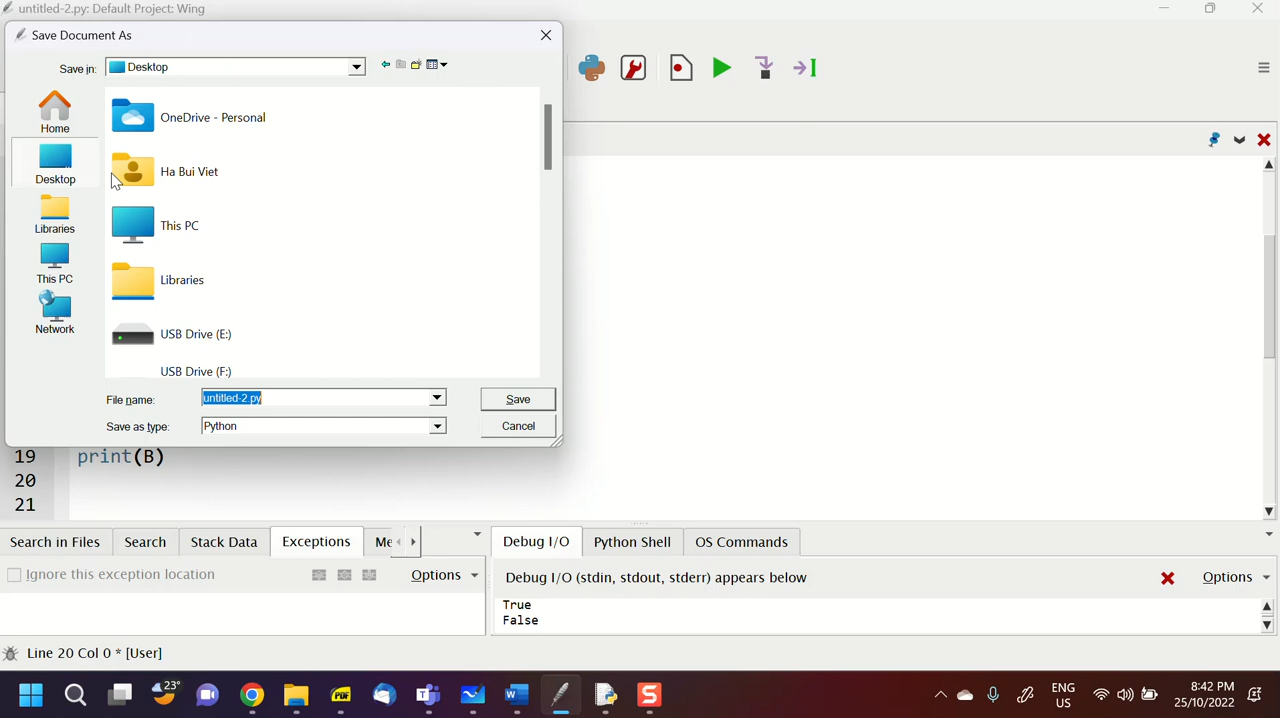 untitled-2.py: Default Project: Wing
Save Document As
Save in:
Desktop
Home
Desktop
Libraries
This PC
Network
OneDrive - Personal
Ha Bui Viet
This PC
Libraries
USB Drive (E:)
USB Drive (F:)
File name:
untitled-2.py
Save
Save as type:
Python
Cancel
19 print(B)
20
21
Search in Files
Search
Stack Data
Exceptions
Me
Debug I/O
Python Shell
OS Commands
Ignore this exception location
Options
Debug I/O (stdin, stdout, stderr) appears below
Options
True
False
Line 20 Col 0 * [User]
23°
PDF
ENG
US
8:42 PM
25/10/2022